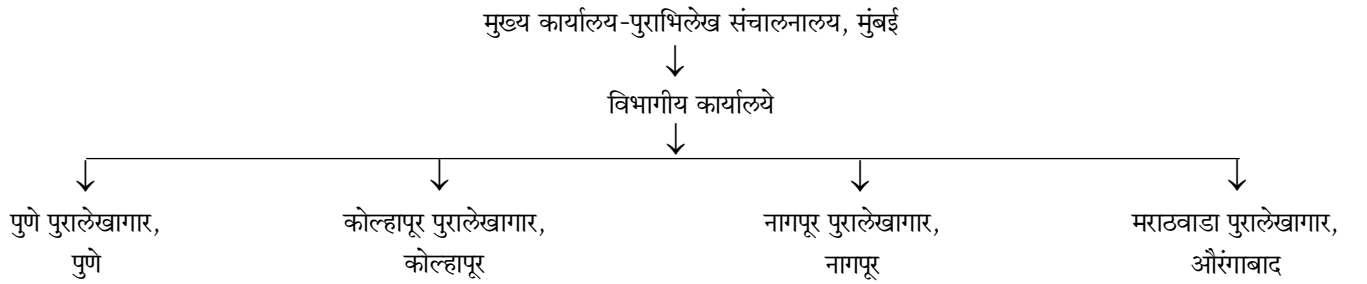 मुख्य कार्यालय-पुराभिलेख संचालनालय, मुंबई
विभागीय कार्यालये
पुणे पुरालेखागार,
पुणे
कोल्हापूर पुरालेखागार,
कोल्हापूर
नागपूर पुरालेखागार,
नागपूर
मराठवाडा पुरालेखागार,
औरंगाबाद